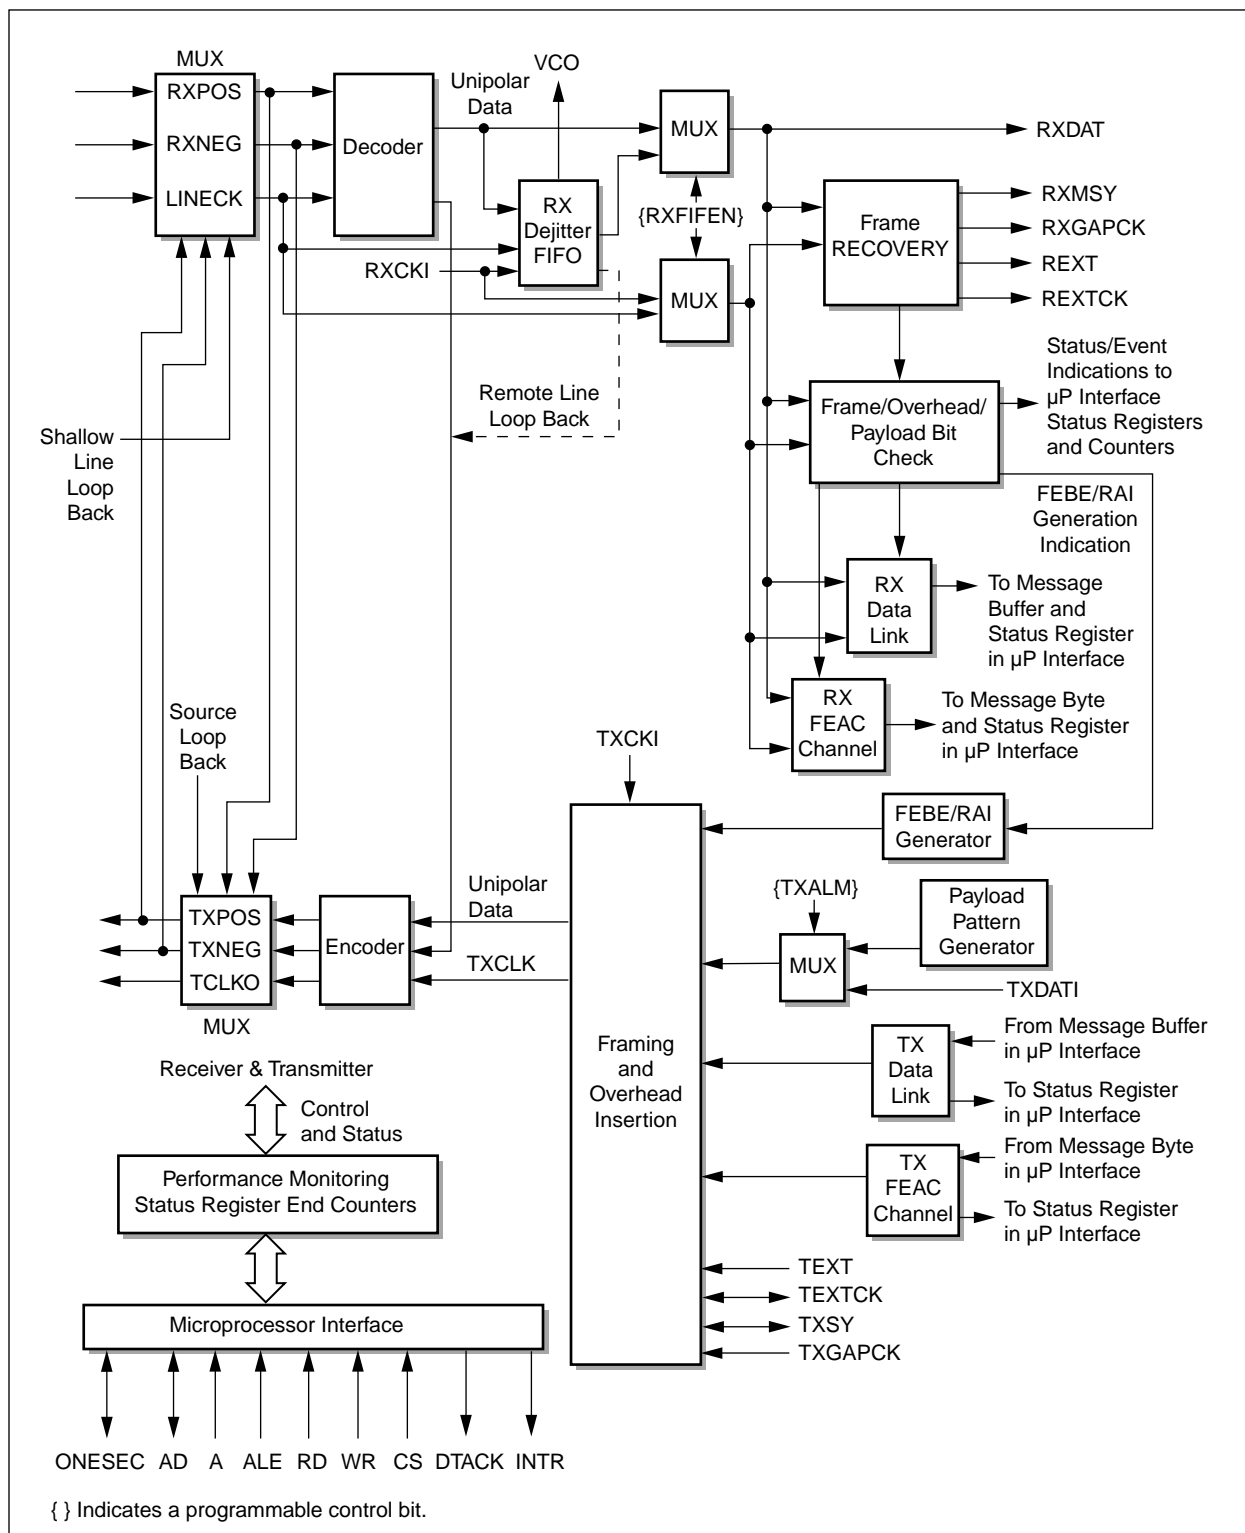 MUX
RXPOS
RXNEG
LINECK
Decoder
Unipolar
Data
VCO
RX
Dejitter
FIFO
RXCKI
MUX
{RXFIFEN}
MUX
RXDAT
Frame
RECOVERY
RXMSY
RXGAPCK
REXT
REXTCK
Status/Event
Indications to
µP Interface
Status Registers
and Counters
Frame/Overhead/
Payload Bit
Check
Remote Line
Loop Back
Shallow
Line
Loop
Back
FEBE/RAI
Generation
Indication
RX
Data
Link
To Message
Buffer and
Status Register
in µP Interface
RX
FEAC
Channel
To Message Byte
and Status Register
in µP Interface
Source
Loop
Back
TXCKI
FEBE/RAI
Generator
{TXALM}
Payload
Pattern
Generator
MUX
TXDATI
Unipolar
Data
TXPOS
TXNEG
TCLKO
MUX
Encoder
TXCLK
Framing
and
Overhead
Insertion
TX
Data
Link
From Message Buffer
in µP Interface
To Status Register
in µP Interface
TX
FEAC
Channel
From Message Byte
in µP Interface
To Status Register
in µP Interface
TEXT
TEXTCK
TXSY
TXGAPCK
Receiver & Transmitter
Control
and Status
Performance Monitoring
Status Register End Counters
Microprocessor Interface
ONESEC AD A ALE RD WR CS DTACK INTR
{ } Indicates a programmable control bit.